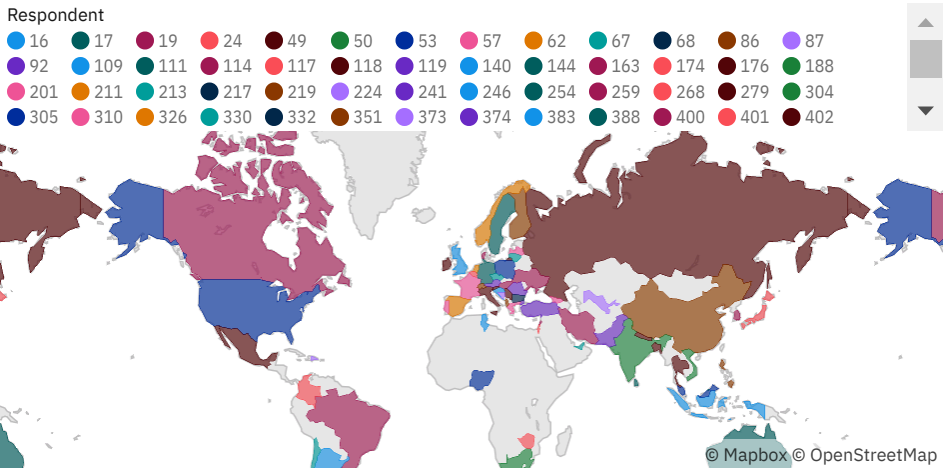 Respondent
16 17 19 24 49 50 53 57 62 67 68 86 87
92 109 111 114 117 118 119 140 144 163 174 176 188
201 211 213 217 219 224 241 246 254 259 268 279 304
305 310 326 330 332 351 373 374 383 388 400 401 402
© Mapbox © OpenStreetMap